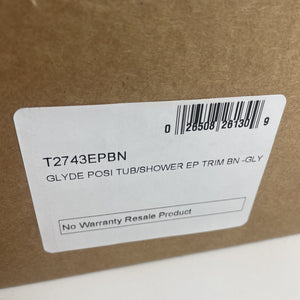 0 26508 26130 9
T2743EPBN
GLYDE POSI TUB/SHOWER EP TRIM BN -GLY
No Warranty Resale Product